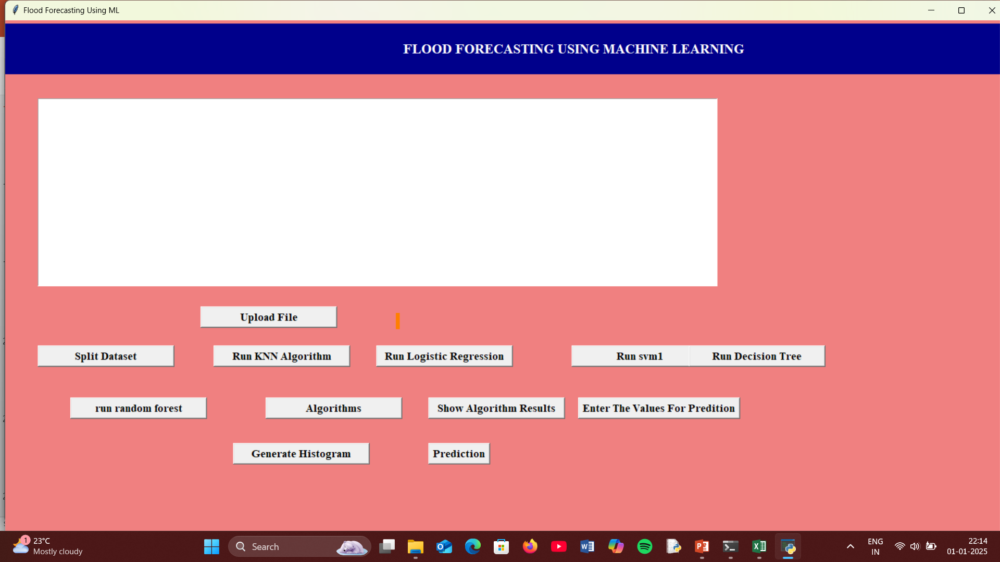 Flood Forecasting Using ML
FLOOD FORECASTING USING MACHINE LEARNING
Upload File
Split Dataset
Run KNN Algorithm
Run Logistic Regression
Run svm1
Run Decision Tree
run random forest
Algorithms
Show Algorithm Results
Enter The Values For Predition
Generate Histogram
Prediction
1
23°C
Mostly cloudy
Search
ENG
IN
22:14
01-01-2025